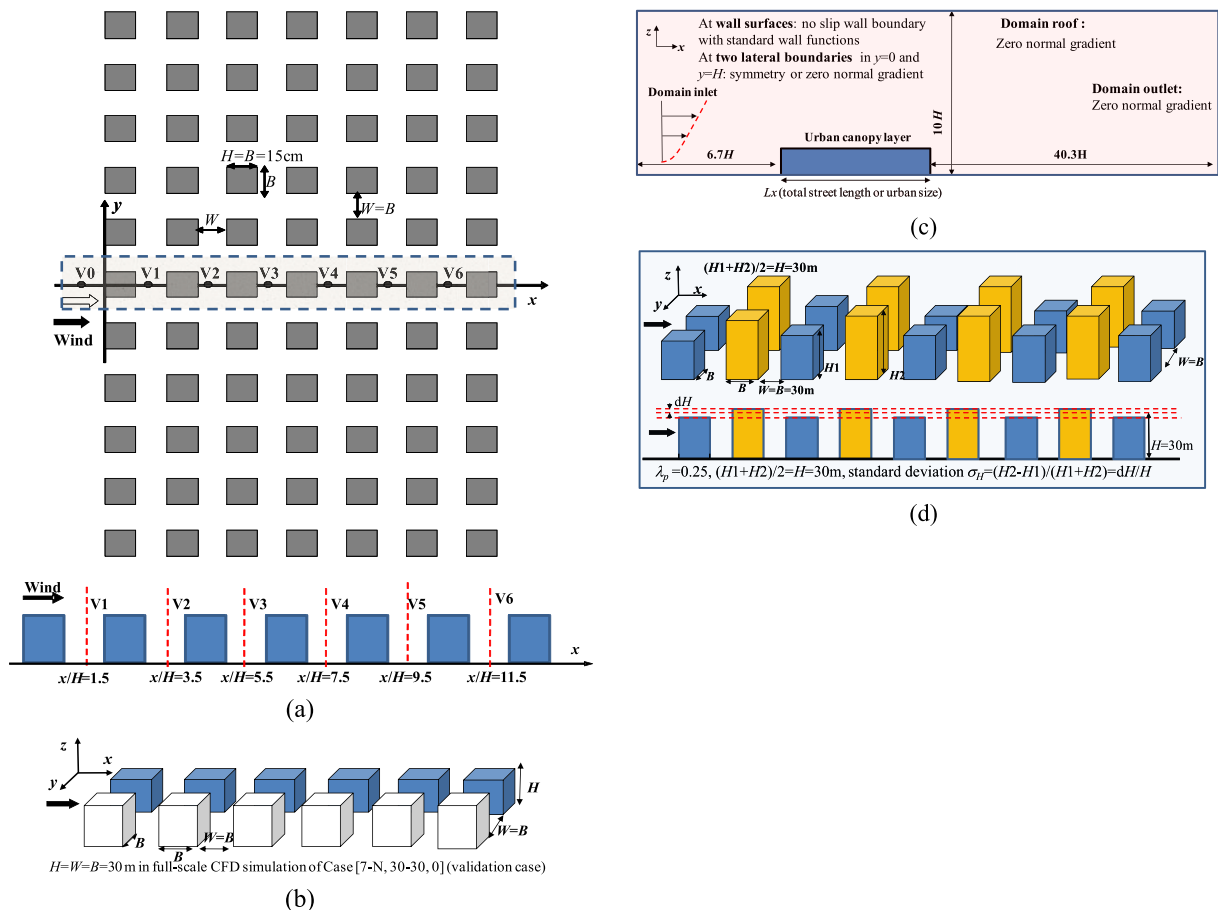 H=B=15cm
B
W=B
y
W
V0
V1
V2
V3
V4
V5
V6
x
Wind
Wind
V1
V2
V3
V4
V5
V6
x
x/H=1.5
x/H=3.5
x/H=5.5
x/H=7.5
x/H=9.5
x/H=11.5
(a)
z
x
y
H
B
B
W=B
W=B
H=W=B=30 m in full-scale CFD simulation of Case [7-N, 30-30, 0] (validation case)
(b)
At wall surfaces: no slip wall boundary
with standard wall functions
At two lateral boundaries in y=0 and
y=H: symmetry or zero normal gradient
z
x
Domain roof :
Zero normal gradient
Domain inlet
Domain outlet:
Zero normal gradient
10H
Urban canopy layer
6.7H
40.3H
Lx (total street length or urban size)
(c)
(H1+H2)/2=H=30m
z
x
y
B
B
W=B=30m
H1
H2
W=B
dH
H=30m
λp =0.25, (H1+H2)/2=H=30m, standard deviation σH=(H2-H1)/(H1+H2)=dH/H
(d)